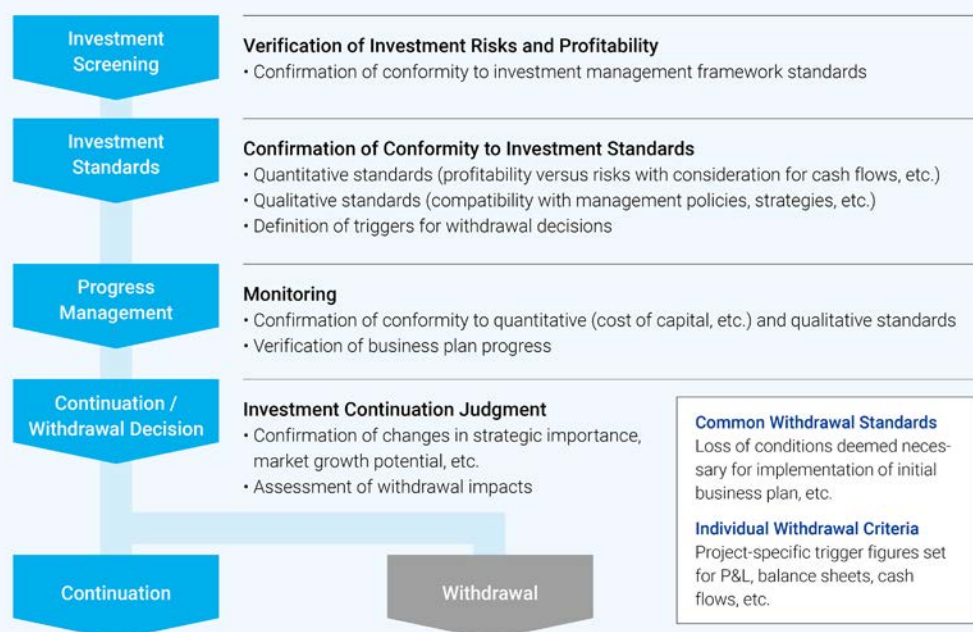 Investment
Screening
Verification of Investment Risks and Profitability
• Confirmation of conformity to investment management framework standards
Investment
Standards
Confirmation of Conformity to Investment Standards
• Quantitative standards (profitability versus risks with consideration for cash flows, etc.)
• Qualitative standards (compatibility with management policies, strategies, etc.)
• Definition of triggers for withdrawal decisions
Progress
Management
Monitoring
• Confirmation of conformity to quantitative (cost of capital, etc.) and qualitative standards
• Verification of business plan progress
Continuation /
Withdrawal Decision
Investment Continuation Judgment
• Confirmation of changes in strategic importance,
market growth potential, etc.
• Assessment of withdrawal impacts
Common Withdrawal Standards
Loss of conditions deemed neces-
sary for implementation of initial
business plan, etc.
Individual Withdrawal Criteria
Project-specific trigger figures set
for P&L, balance sheets, cash
flows, etc.
Continuation
Withdrawal